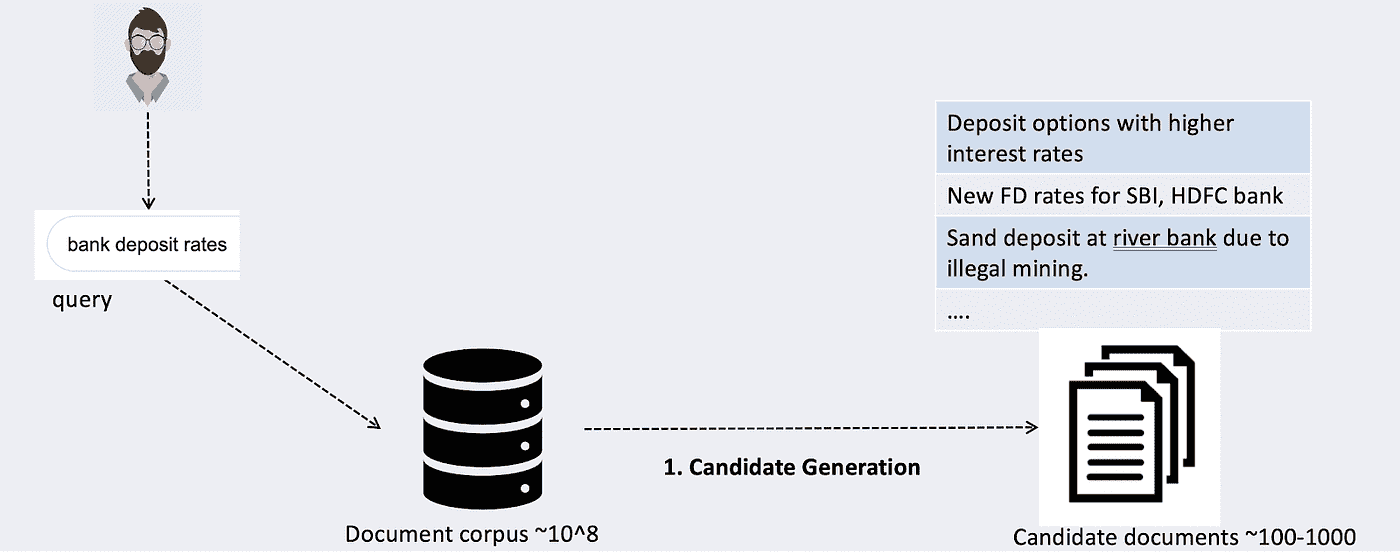 Deposit options with higher
interest rates
New FD rates for SBI, HDFC bank
bank deposit rates
Sand deposit at river bank due to
illegal mining.
query
....
1. Candidate Generation
Document corpus ~10^8
Candidate documents ~100-1000